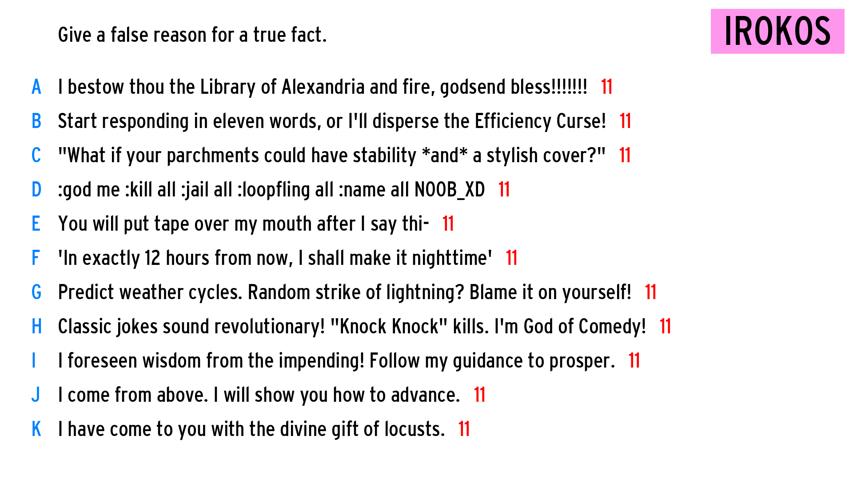 Give a false reason for a true fact.
IROKOS
A I bestow thou the Library of Alexandria and fire, godsend bless!!!!!!! 11
B Start responding in eleven words, or I'll disperse the Efficiency Curse! 11
C "What if your parchments could have stability *and* a stylish cover?" 11
D :god me :kill all :jail all :loopfling all :name all N00B_XD 11
E You will put tape over my mouth after I say thi- 11
F 'In exactly 12 hours from now, I shall make it nighttime' 11
G Predict weather cycles. Random strike of lightning? Blame it on yourself! 11
H Classic jokes sound revolutionary! "Knock Knock" kills. I'm God of Comedy! 11
I I foreseen wisdom from the impending! Follow my guidance to prosper. 11
J I come from above. I will show you how to advance. 11
K I have come to you with the divine gift of locusts. 11